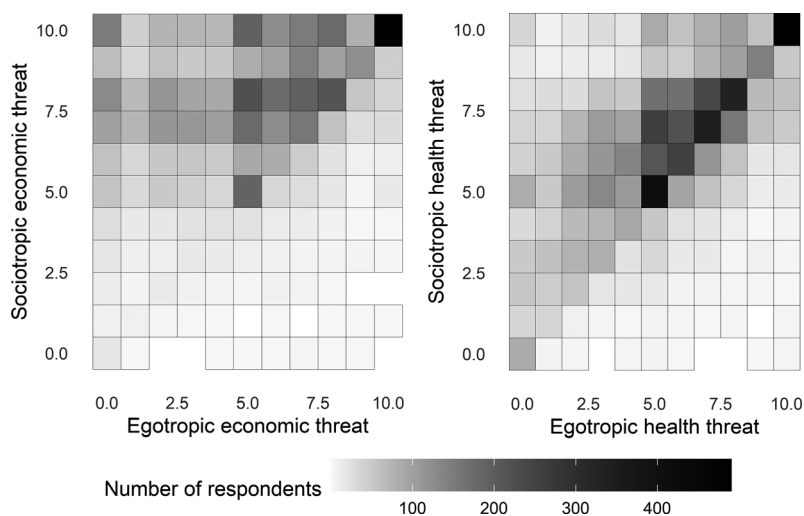 10.0
7.5
5.0
2.5
0.0
Sociotropic economic threat
0.0 2.5 5.0 7.5 10.0
Egotropic economic threat
10.0
7.5
5.0
2.5
0.0
Sociotropic health threat
0.0 2.5 5.0 7.5 10.0
Egotropic health threat
Number of respondents
100 200 300 400